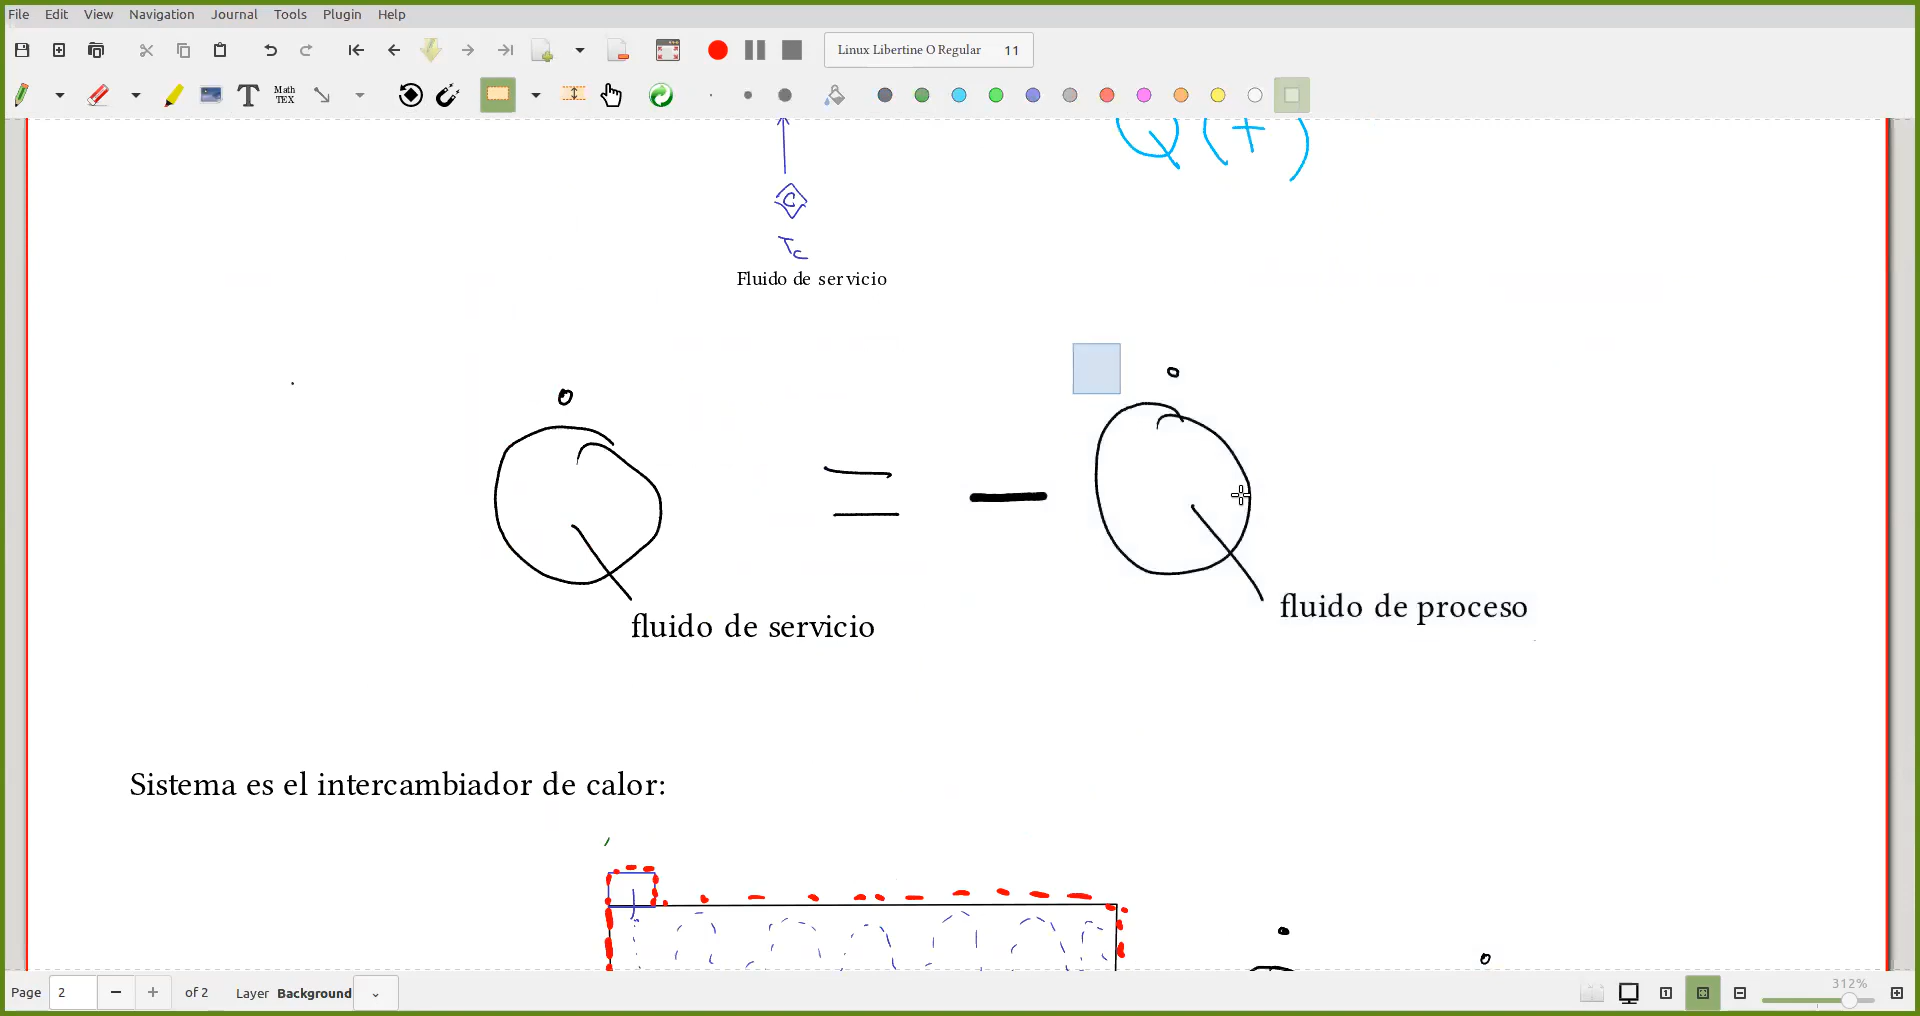 File Edit View Navigation Journal Tools Plugin Help
Linux Libertine O Regular 11
Math
TEX
Q(t)
C
Tc
Fluido de servicio
Q̇ = - Q̇
fluido de servicio
fluido de proceso
Sistema es el intercambiador de calor:
Page 2 of 2 Layer Background
312%